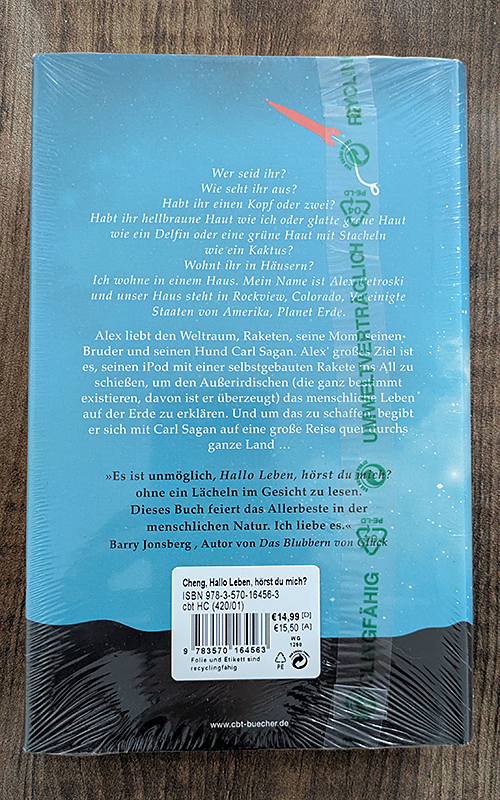 Wer seid ihr?
Wie seht ihr aus?
Habt ihr einen Kopf oder zwei?
Habt ihr hellbraune Haut wie ich oder glatte graue Haut
wie ein Delfin oder eine grüne Haut mit Stacheln
wie ein Kaktus?
Wohnt ihr in Häusern?
Ich wohne in einem Haus. Mein Name ist Alex Petroski
und unser Haus steht in Rockview, Colorado, Vereinigte
Staaten von Amerika, Planet Erde.
Alex liebt den Weltraum, Raketen, seine Mom, seinen
Bruder und seinen Hund Carl Sagan. Alex' großes Ziel ist
es, seinen iPod mit einer selbstgebauten Rakete ins All zu
schießen, um den Außerirdischen (die ganz bestimmt
existieren, davon ist er überzeugt) das menschliche Leben
auf der Erde zu erklären. Und um das zu schaffen, begibt
er sich mit Carl Sagan auf eine große Reise quer durchs
ganze Land …
»Es ist unmöglich, Hallo Leben, hörst du mich?
ohne ein Lächeln im Gesicht zu lesen.
Dieses Buch feiert das Allerbeste in der
menschlichen Natur. Ich liebe es.«
Barry Jonsberg , Autor von Das Blubbern von Glück
Cheng, Hallo Leben, hörst du mich?
ISBN 978-3-570-16456-3
cbt HC (420/01)
€14,99 [D]
€15,50 [A]
WG
1260
9 783570 164563
PE
Folie und Etikett sind
recyclingfähig
www.cbt-buecher.de
LINGFÄHIG
UMWELTVERTRÄGLICH
RECYCLIN